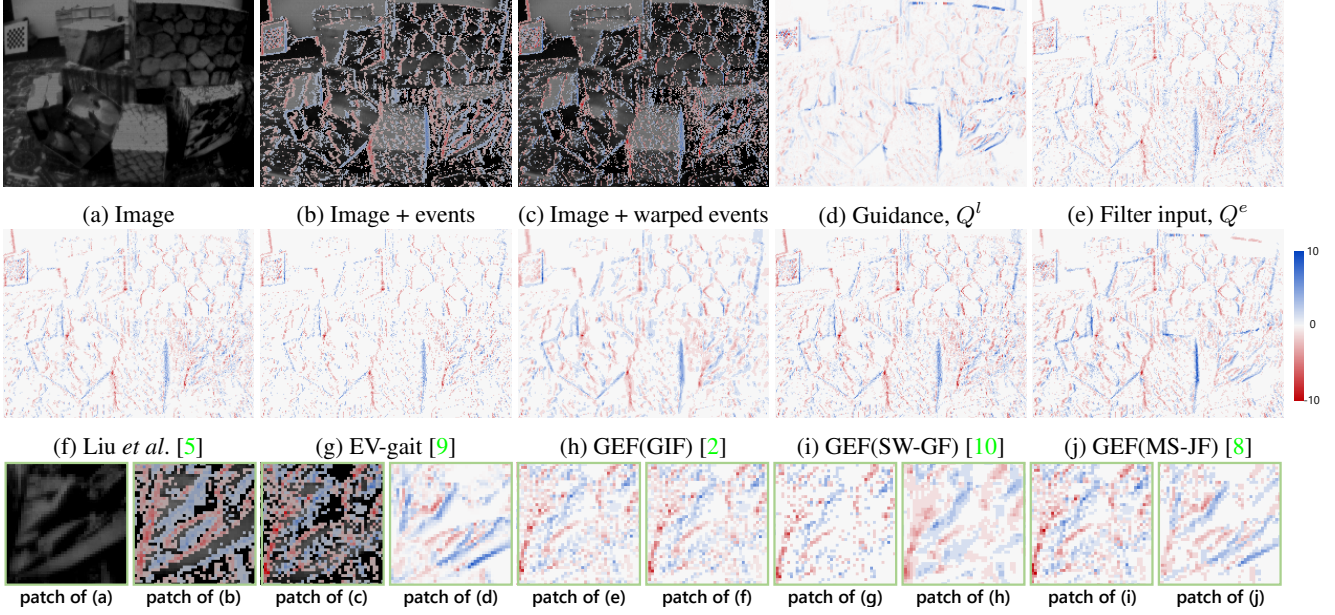 (a) Image (b) Image + events (c) Image + warped events (d) Guidance, Qˡ (e) Filter input, Qᵉ
10
0
-10
(f) Liu et al. [5] (g) EV-gait [9] (h) GEF(GIF) [2] (i) GEF(SW-GF) [10] (j) GEF(MS-JF) [8]
patch of (a) patch of (b) patch of (c) patch of (d) patch of (e) patch of (f) patch of (g) patch of (h) patch of (i) patch of (j)